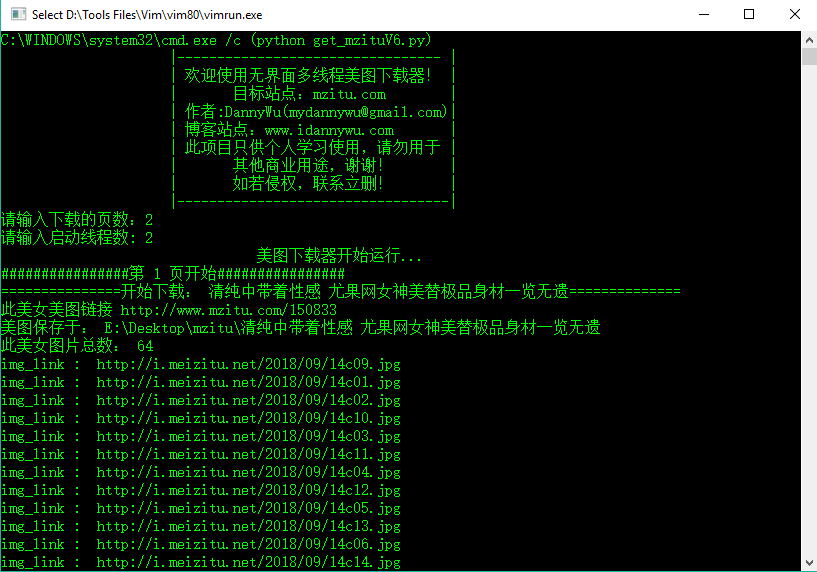 Select D:\Tools Files\Vim\vim80\vimrun.exe
C:\WINDOWS\system32\cmd.exe /c (python get_mzituV6.py)
|--------------------------------- |
| 欢迎使用无界面多线程美图下载器! |
| 目标站点: mzitu.com |
| 作者:DannyWu(mydannywu@gmail.com)|
| 博客站点: www.idannywu.com |
| 此项目只供个人学习使用，请勿用于 |
| 其他商业用途，谢谢! |
| 如若侵权，联系立删! |
|----------------------------------|
请输入下载的页数: 2
请输入启动线程数: 2
美图下载器开始运行...
################第 1 页开始################
===============开始下载： 清纯中带着性感 尤果网女神美替极品身材一览无遗==============
此美女美图链接 http://www.mzitu.com/150833
美图保存于： E:\Desktop\mzitu\清纯中带着性感 尤果网女神美替极品身材一览无遗
此美女图片总数： 64
img_link :  http://i.meizitu.net/2018/09/14c09.jpg
img_link :  http://i.meizitu.net/2018/09/14c01.jpg
img_link :  http://i.meizitu.net/2018/09/14c02.jpg
img_link :  http://i.meizitu.net/2018/09/14c10.jpg
img_link :  http://i.meizitu.net/2018/09/14c03.jpg
img_link :  http://i.meizitu.net/2018/09/14c11.jpg
img_link :  http://i.meizitu.net/2018/09/14c04.jpg
img_link :  http://i.meizitu.net/2018/09/14c12.jpg
img_link :  http://i.meizitu.net/2018/09/14c05.jpg
img_link :  http://i.meizitu.net/2018/09/14c13.jpg
img_link :  http://i.meizitu.net/2018/09/14c06.jpg
img_link :  http://i.meizitu.net/2018/09/14c14.jpg